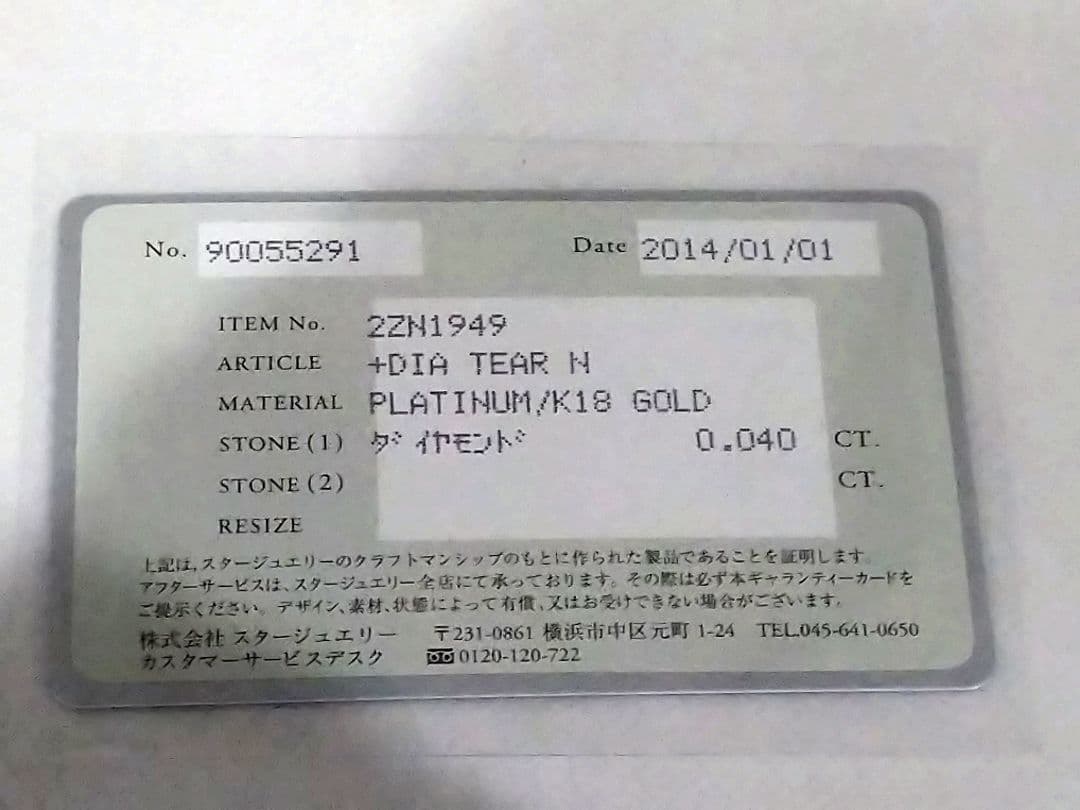 No. 90055291 Date 2014/01/01
ITEM No. 2ZN1949
ARTICLE +DIA TEAR N
MATERIAL PLATINUM/K18 GOLD
STONE (1) ダイヤモンド 0.040 CT.
STONE (2) CT.
RESIZE
上記は、スタージュエリーのクラフトマンシップのもとに作られた製品であることを証明します。
アフターサービスは、スタージュエリー全店にて承っております。その際は必ず本ギャランティーカードを
ご提示ください。デザイン、素材、状態によって有償、又はお受けできない場合がございます。
株式会社 スタージュエリー 〒231-0861 横浜市中区元町 1-24 TEL.045-641-0650
カスタマーサービスデスク 0120-120-722